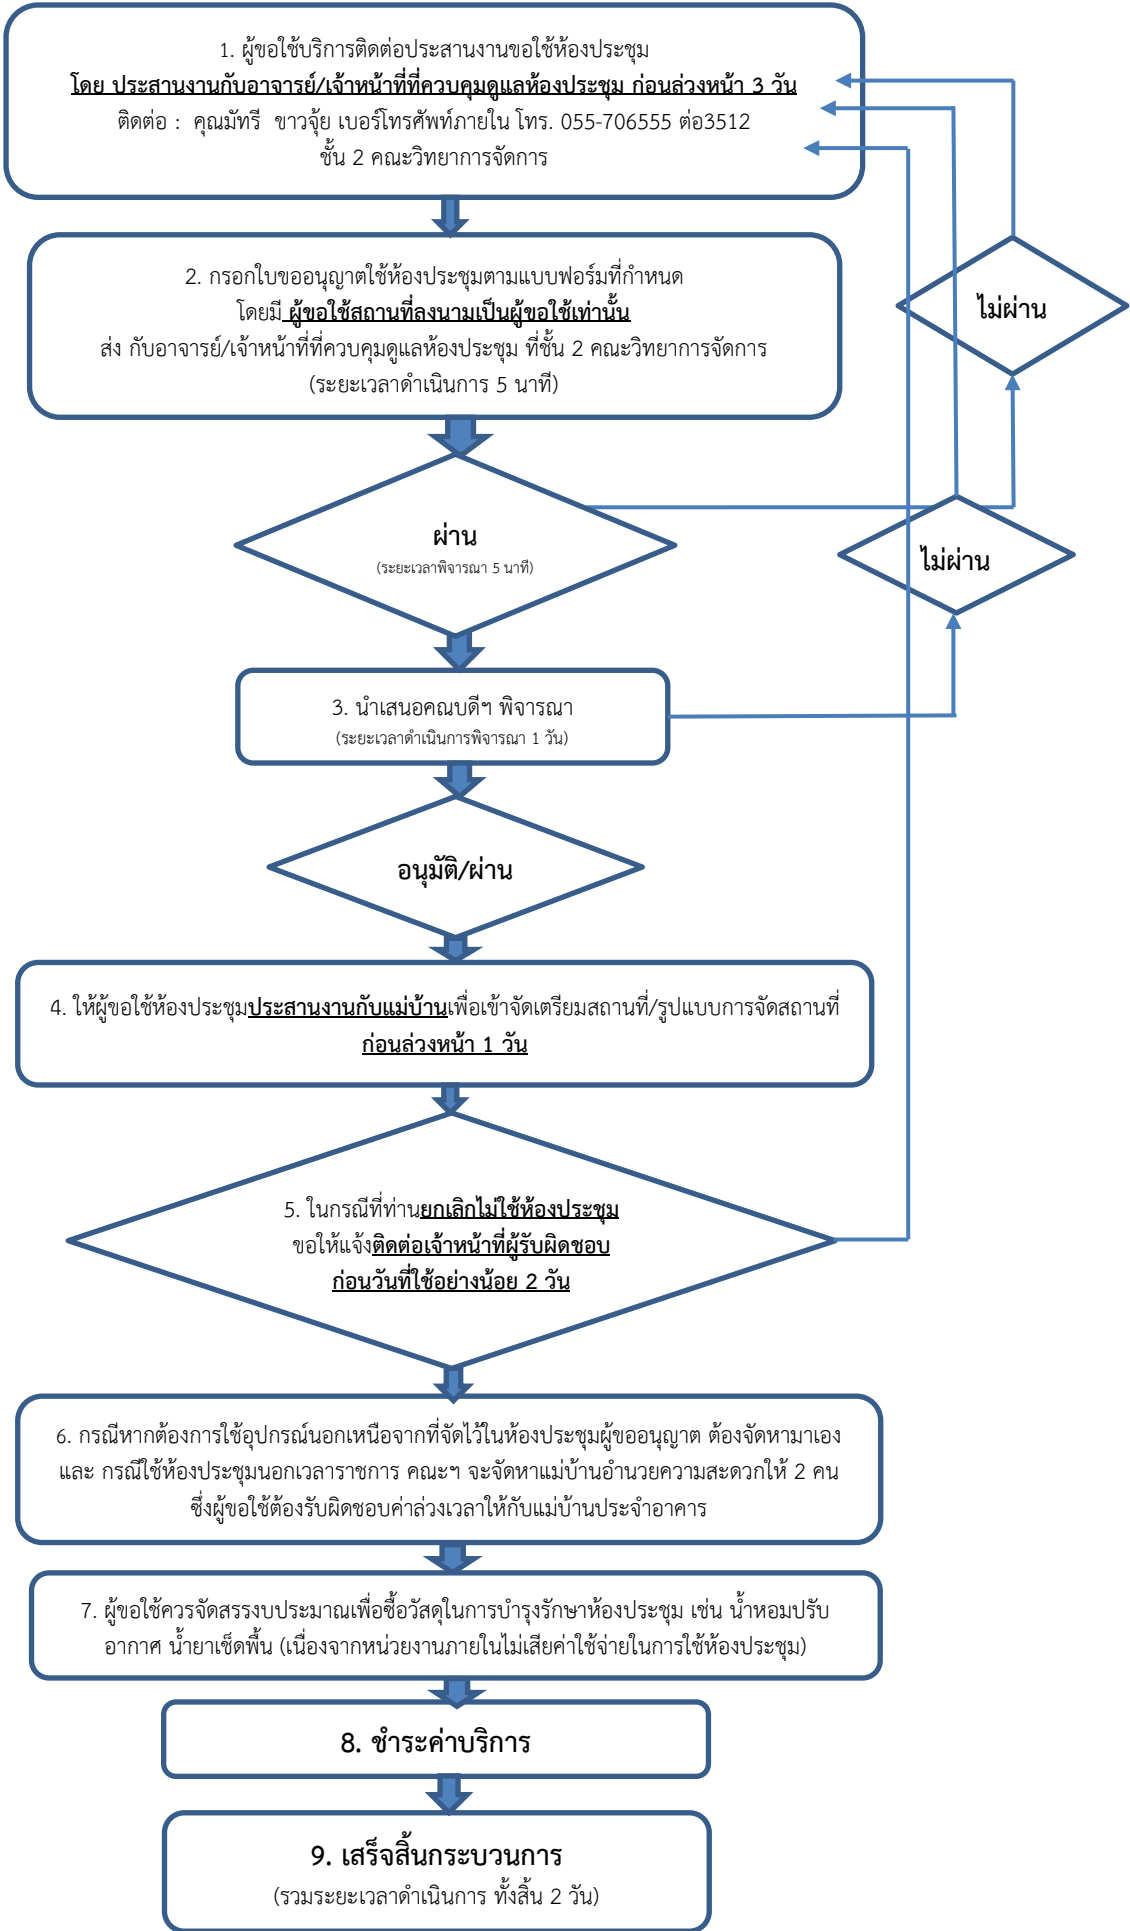 1. ผู้ขอใช้บริการติดต่อประสานงานขอใช้ห้องประชุม
โดย ประสานงานกับอาจารย์/เจ้าหน้าที่ที่ควบคุมดูแลห้องประชุม ก่อนล่วงหน้า 3 วัน
ติดต่อ : คุณมัทรี ขาวจุ้ย เบอร์โทรศัพท์ภายใน โทร. 055-706555 ต่อ3512
ชั้น 2 คณะวิทยาการจัดการ
2. กรอกใบขออนุญาตใช้ห้องประชุมตามแบบฟอร์มที่กำหนด
โดยมี ผู้ขอใช้สถานที่ลงนามเป็นผู้ขอใช้เท่านั้น
ส่ง กับอาจารย์/เจ้าหน้าที่ที่ควบคุมดูแลห้องประชุม ที่ชั้น 2 คณะวิทยาการจัดการ
(ระยะเวลาดำเนินการ 5 นาที)
ไม่ผ่าน
ผ่าน
(ระยะเวลาพิจารณา 5 นาที)
ไม่ผ่าน
3. นำเสนอคณบดีฯ พิจารณา
(ระยะเวลาดำเนินการพิจารณา 1 วัน)
อนุมัติ/ผ่าน
4. ให้ผู้ขอใช้ห้องประชุมประสานงานกับแม่บ้านเพื่อเข้าจัดเตรียมสถานที่/รูปแบบการจัดสถานที่
ก่อนล่วงหน้า 1 วัน
5. ในกรณีที่ท่านยกเลิกไม่ใช้ห้องประชุม
ขอให้แจ้งติดต่อเจ้าหน้าที่ผู้รับผิดชอบ
ก่อนวันที่ใช้อย่างน้อย 2 วัน
6. กรณีหากต้องการใช้อุปกรณ์นอกเหนือจากที่จัดไว้ในห้องประชุมผู้ขออนุญาต ต้องจัดหามาเอง
และ กรณีใช้ห้องประชุมนอกเวลาราชการ คณะฯ จะจัดหาแม่บ้านอำนวยความสะดวกให้ 2 คน
ซึ่งผู้ขอใช้ต้องรับผิดชอบค่าล่วงเวลาให้กับแม่บ้านประจำอาคาร
7. ผู้ขอใช้ควรจัดสรรงบประมาณเพื่อซื้อวัสดุในการบำรุงรักษาห้องประชุม เช่น น้ำหอมปรับ
อากาศ น้ำยาเช็ดพื้น (เนื่องจากหน่วยงานภายในไม่เสียค่าใช้จ่ายในการใช้ห้องประชุม)
8. ชำระค่าบริการ
9. เสร็จสิ้นกระบวนการ
(รวมระยะเวลาดำเนินการ ทั้งสิ้น 2 วัน)